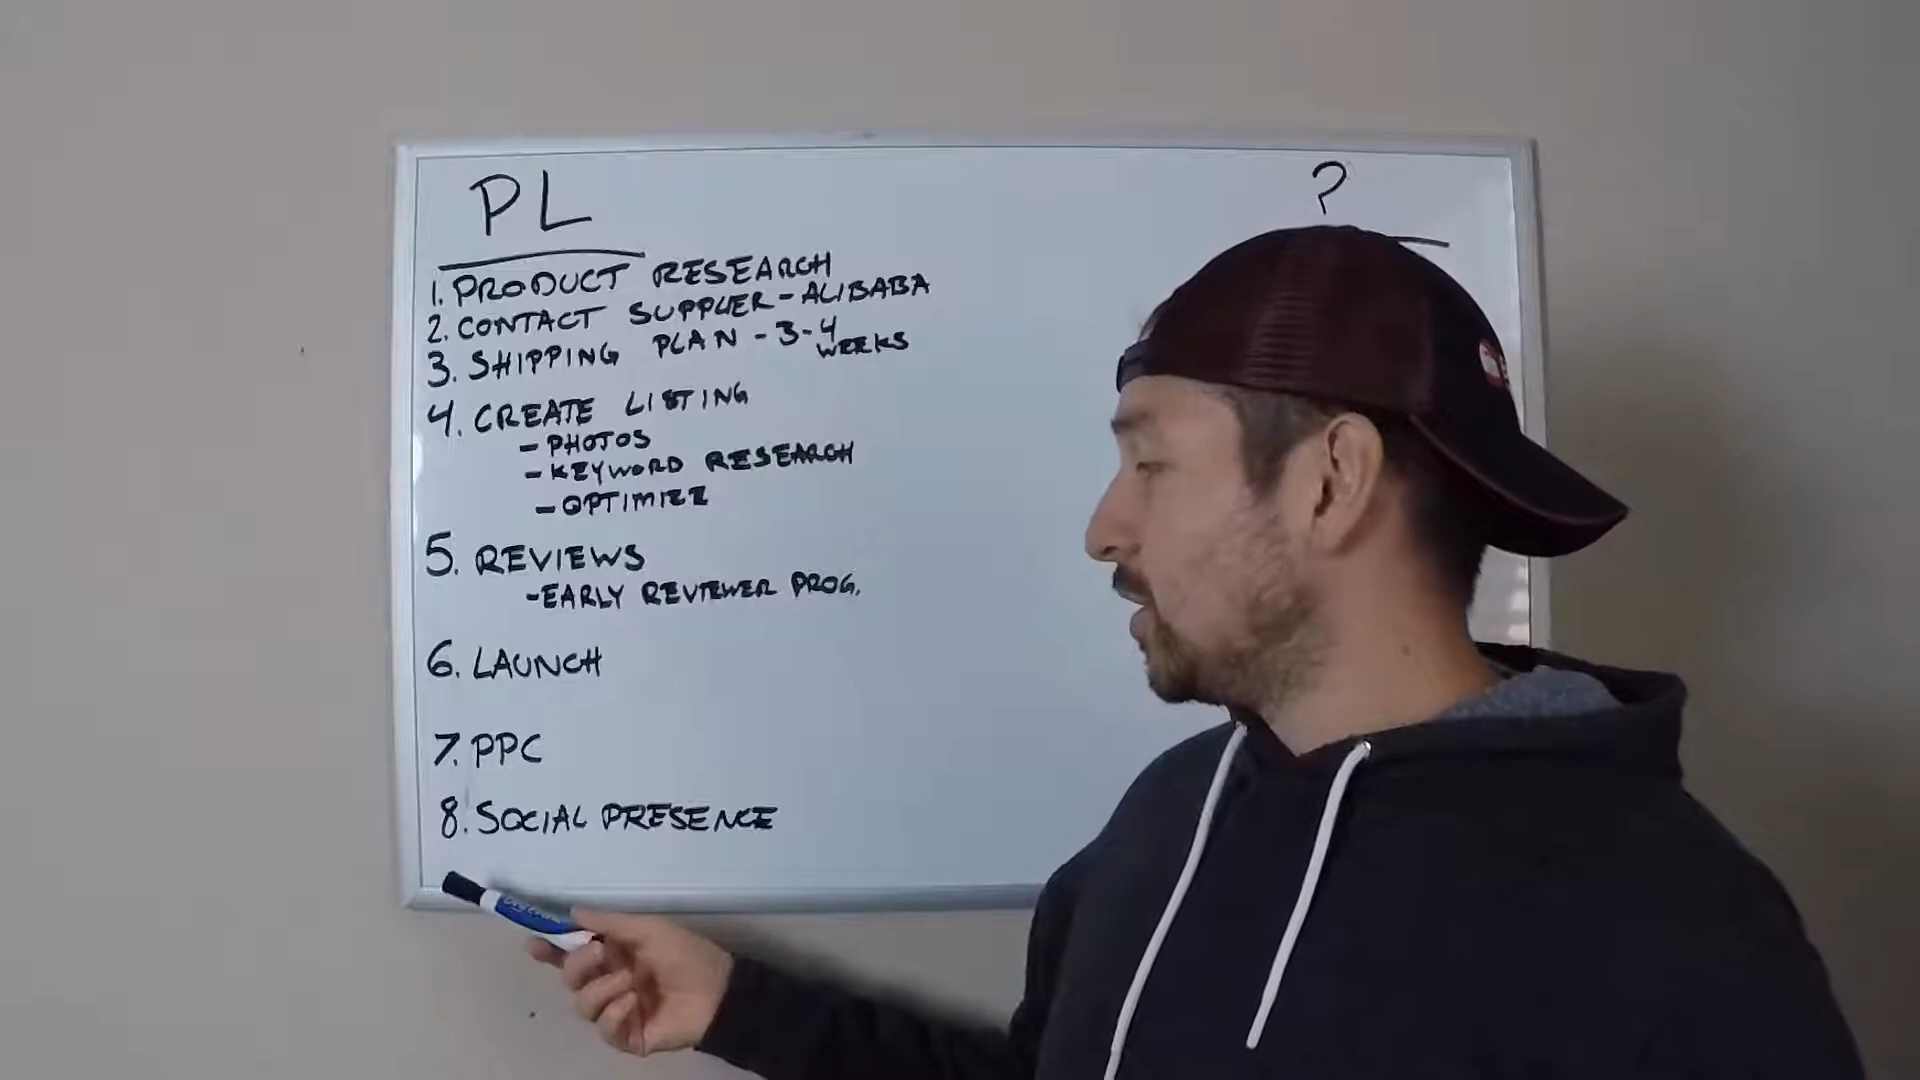 PL
?
1. PRODUCT RESEARCH
2. CONTACT SUPPLIER - ALIBABA
3. SHIPPING PLAN - 3-4
WEEKS
4. CREATE LISTING
- PHOTOS
- KEYWORD RESEARCH
- OPTIMIZE
5. REVIEWS
- EARLY REVIEWER PROG.
6. LAUNCH
7. PPC
8. SOCIAL PRESENCE